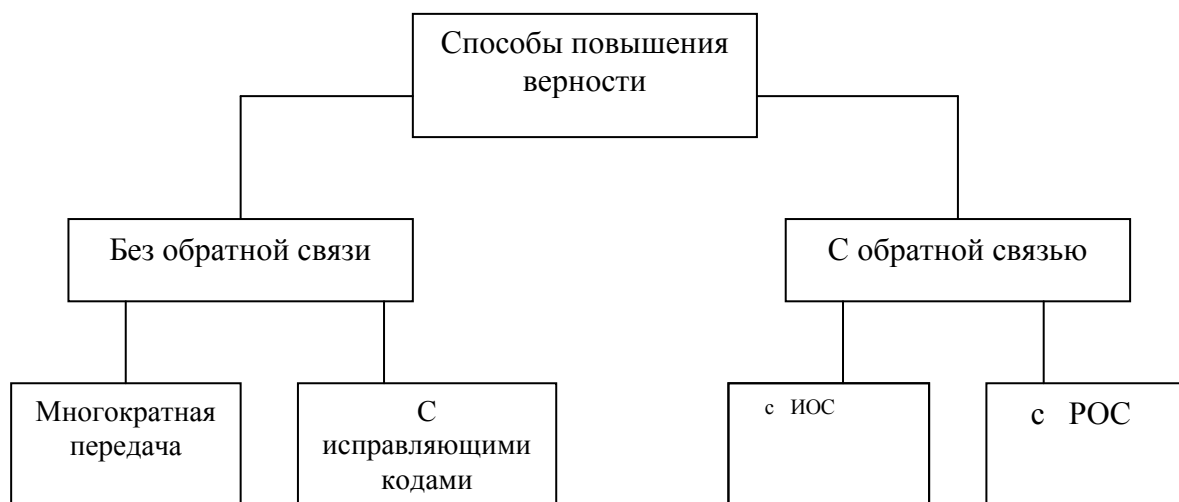 Способы повышения
верности
Без обратной связи
С обратной связью
Многократная
передача
С
исправляющими
кодами
с ИОС
с РОС